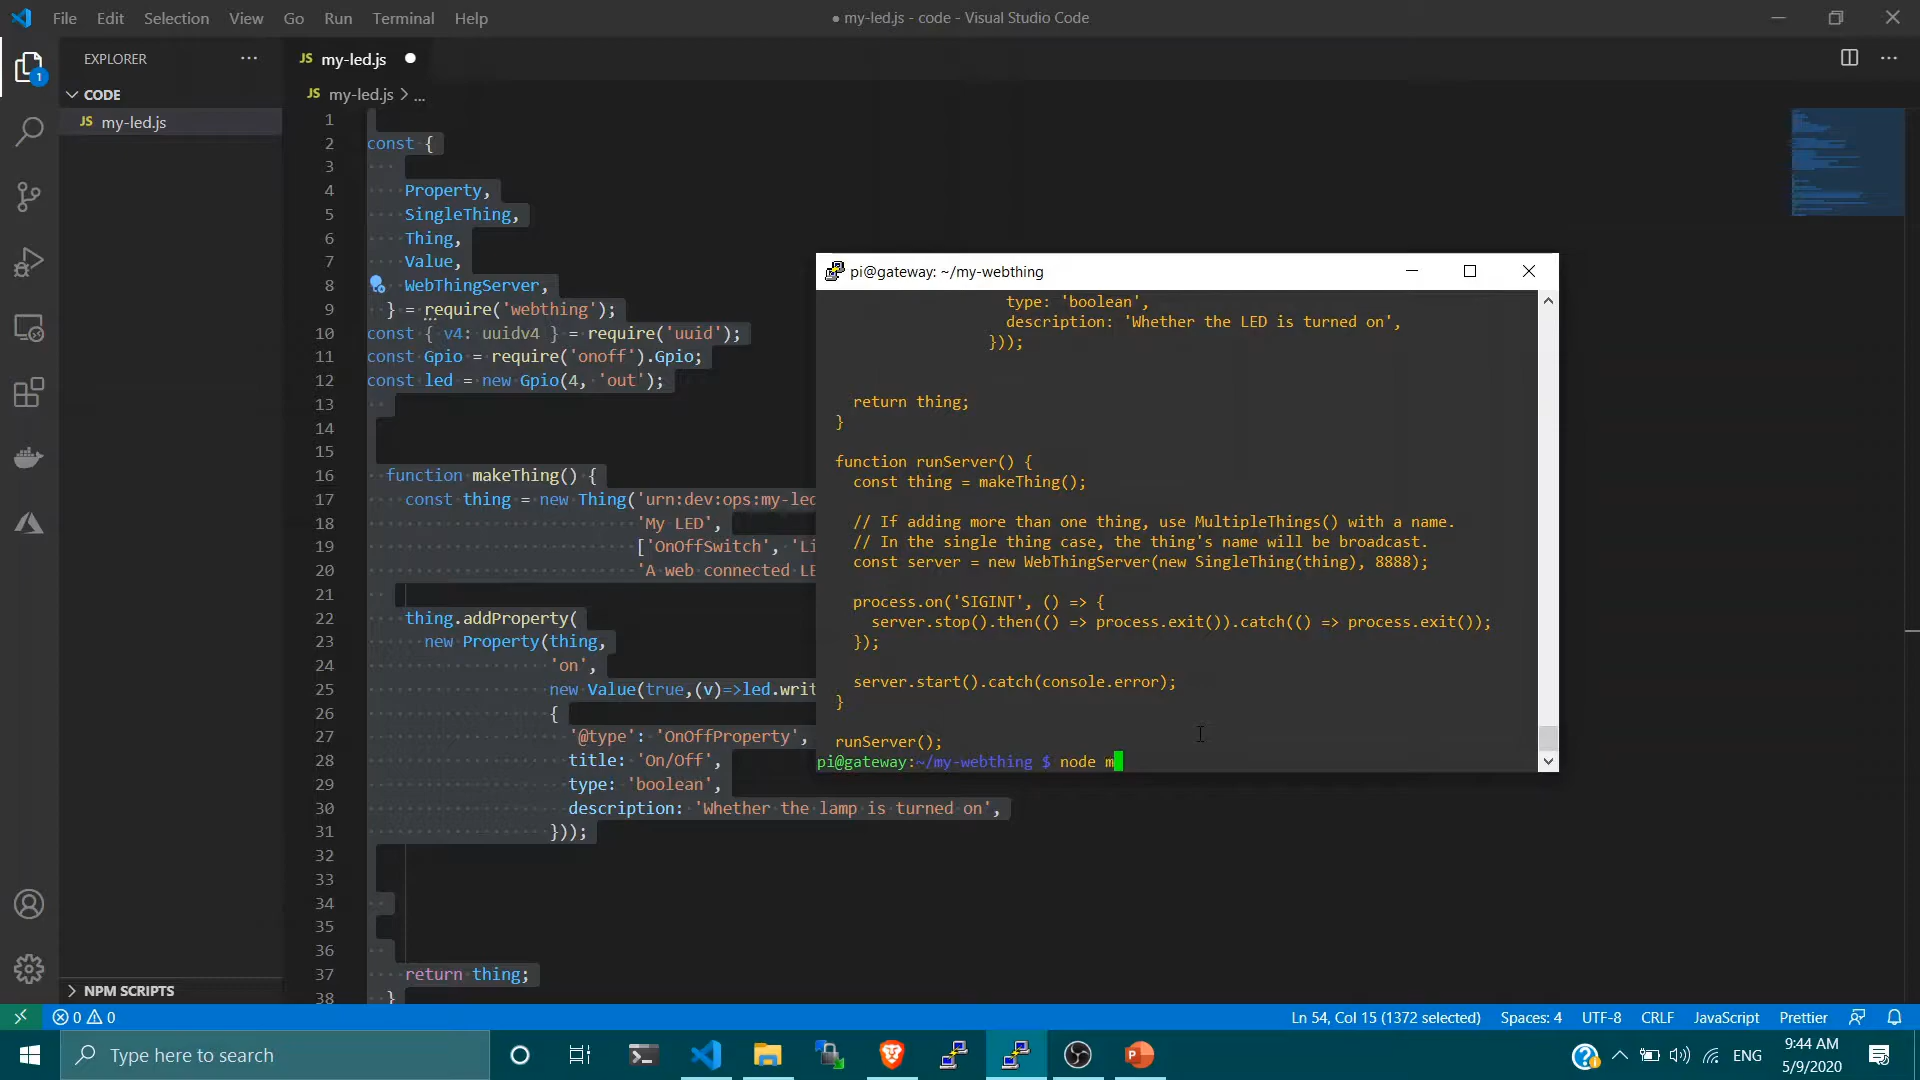 File Edit Selection View Go Run Terminal Help
● my-led.js - code - Visual Studio Code
EXPLORER
CODE
JS my-led.js
NPM SCRIPTS
JS my-led.js
JS my-led.js > ...
1
2 const {
3
4 Property,
5 SingleThing,
6 Thing,
7 Value,
8 WebThingServer,
9 } = require('webthing');
10 const { v4: uuidv4 } = require('uuid');
11 const Gpio = require('onoff').Gpio;
12 const led = new Gpio(4, 'out');
13
14
15
16 function makeThing() {
17 const thing = new Thing('urn:dev:ops:my-led
18 'My LED',
19 ['OnOffSwitch', 'Li
20 'A web connected LE
21
22 thing.addProperty(
23 new Property(thing,
24 'on',
25 new Value(true,(v)=>led.writ
26 {
27 '@type': 'OnOffProperty',
28 title: 'On/Off',
29 type: 'boolean',
30 description: 'Whether the lamp is turned on',
31 }));
32
33
34
35
36
37 return thing;
38 }
pi@gateway: ~/my-webthing
type: 'boolean',
description: 'Whether the LED is turned on',
}));
return thing;
}
function runServer() {
const thing = makeThing();
// If adding more than one thing, use MultipleThings() with a name.
// In the single thing case, the thing's name will be broadcast.
const server = new WebThingServer(new SingleThing(thing), 8888);
process.on('SIGINT', () => {
server.stop().then(() => process.exit()).catch(() => process.exit());
});
server.start().catch(console.error);
}
runServer();
pi@gateway:~/my-webthing $ node m
0 0
Ln 54, Col 15 (1372 selected) Spaces: 4 UTF-8 CRLF JavaScript Prettier
Type here to search
ENG
9:44 AM
5/9/2020